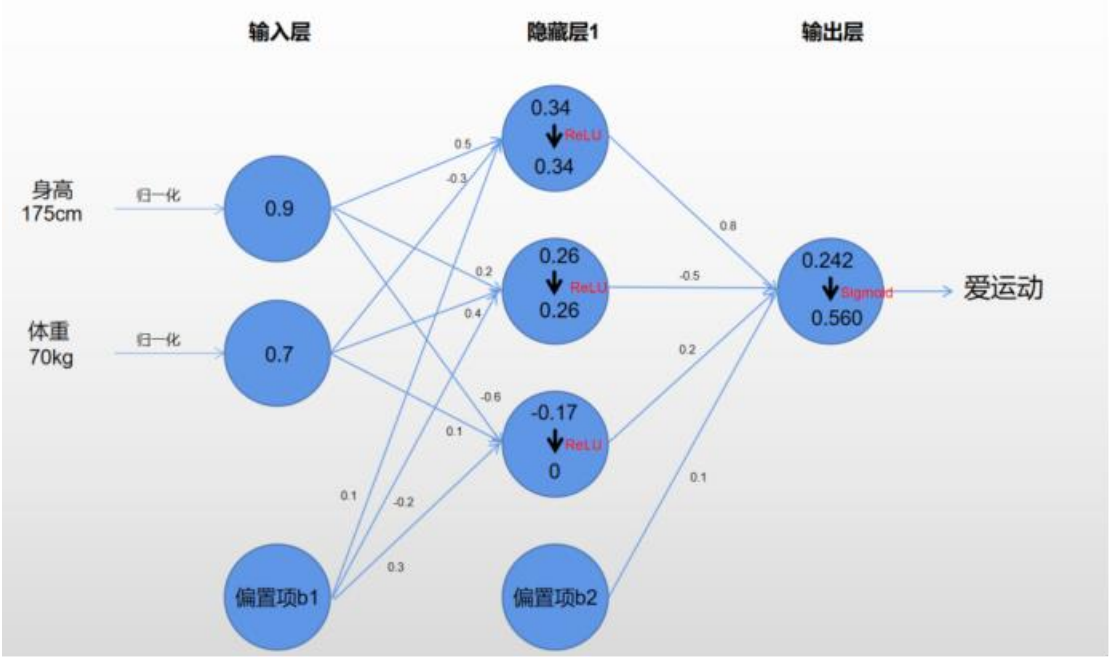 输入层
隐藏层1
输出层
0.34
ReLU
0.34
0.5
身高
175cm
归一化
0.9
-0.3
0.8
0.2
0.26
ReLU
0.26
-0.5
0.242
Sigmoid
0.560
爱运动
0.4
体重
70kg
归一化
0.7
0.2
-0.6
0.1
-0.17
ReLU
0
0.1
-0.2
0.1
0.3
偏置项b1
偏置项b2